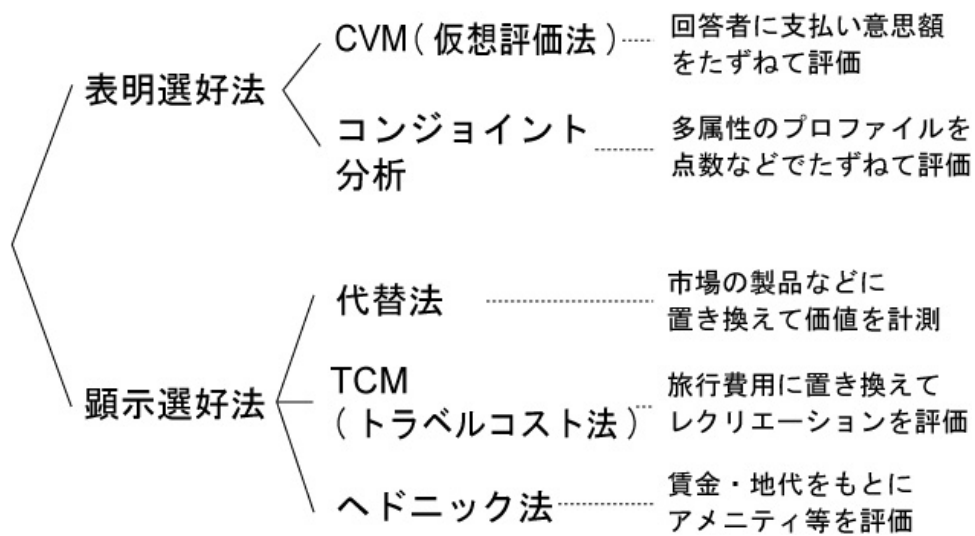 表明選好法
CVM(仮想評価法)
回答者に支払い意思額
をたずねて評価
コンジョイント
分析
多属性のプロファイルを
点数などでたずねて評価
顕示選好法
代替法
市場の製品などに
置き換えて価値を計測
TCM
(トラベルコスト法)
旅行費用に置き換えて
レクリエーションを評価
ヘドニック法
賃金・地代をもとに
アメニティ等を評価